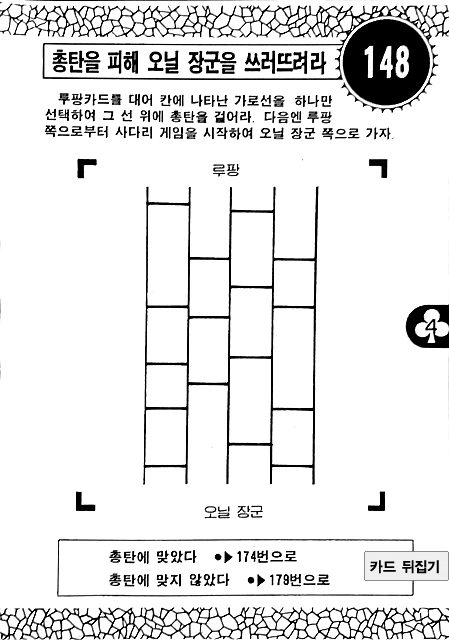 총탄을 피해 오닐 장군을 쓰러뜨려라
148
루팡카드를 대어 칸에 나타난 가로선을 하나만
선택하여 그 선 위에 총탄을 걸어라. 다음엔 루팡
쪽으로부터 사다리 게임을 시작하여 오닐 장군 쪽으로 가자.
루팡
4
오닐 장군
총탄에 맞았다 ●▶174번으로
총탄에 맞지 않았다 ●▶179번으로
카드 뒤집기